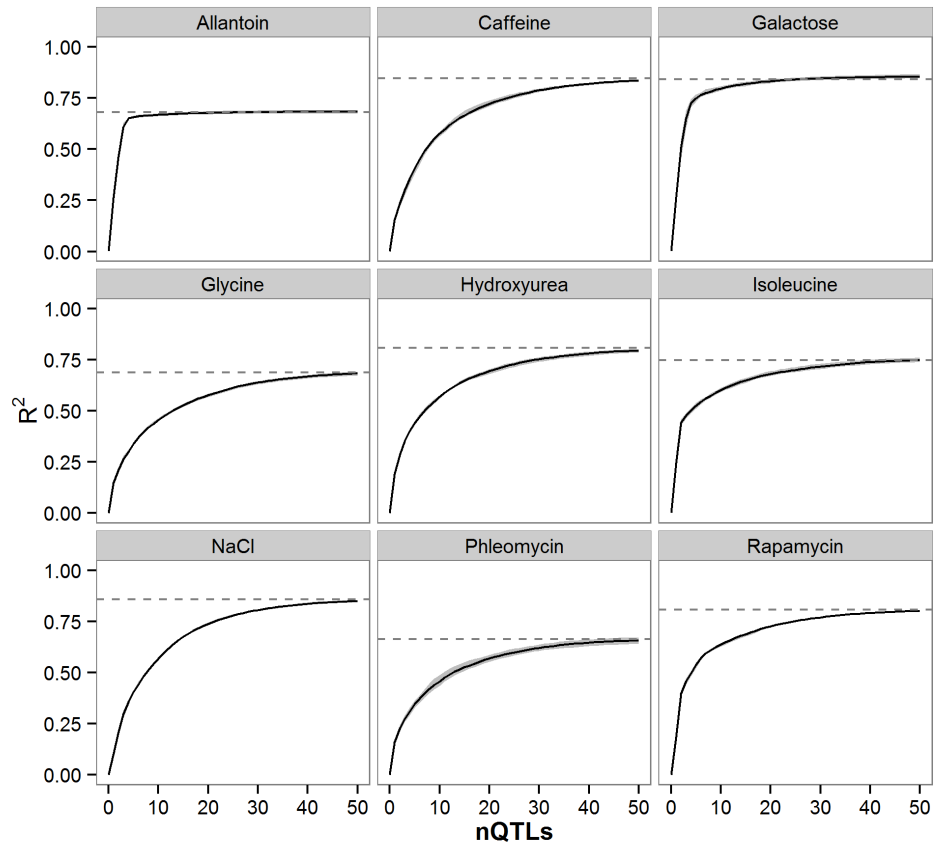 Allantoin Caffeine Galactose
1.00
0.75
0.50
0.25
0.00
Glycine Hydroxyurea Isoleucine
1.00
0.75
0.50
0.25
0.00
R²
NaCl Phleomycin Rapamycin
1.00
0.75
0.50
0.25
0.00
0 10 20 30 40 50 0 10 20 30 40 50 0 10 20 30 40 50
nQTLs